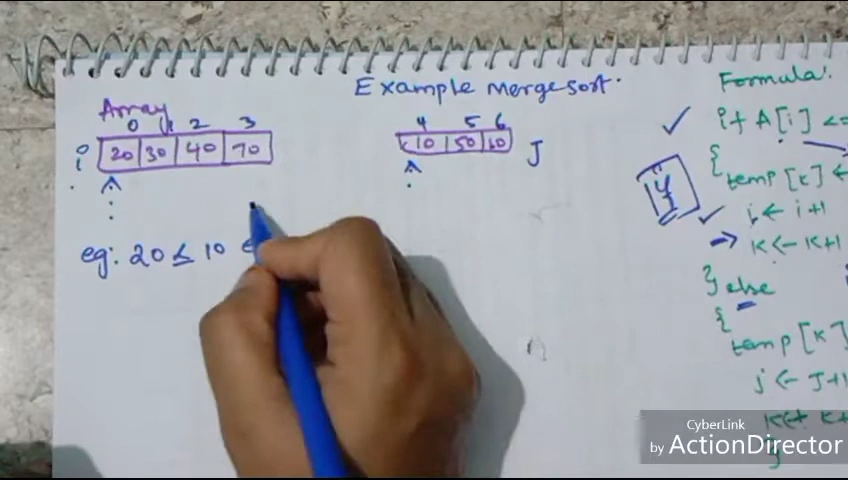 Example mergesort.
Array
0 1 2 3
i 20 30 40 70
4 5 6
10 50 60 J
eg: 20 ≤ 10
Formula:
if A[i] <=
{
temp [k] ←
i ← i+1
→ k ← k+1
} else
{
temp [k]
j ← J+1
k ← k+
}
CyberLink
by ActionDirector